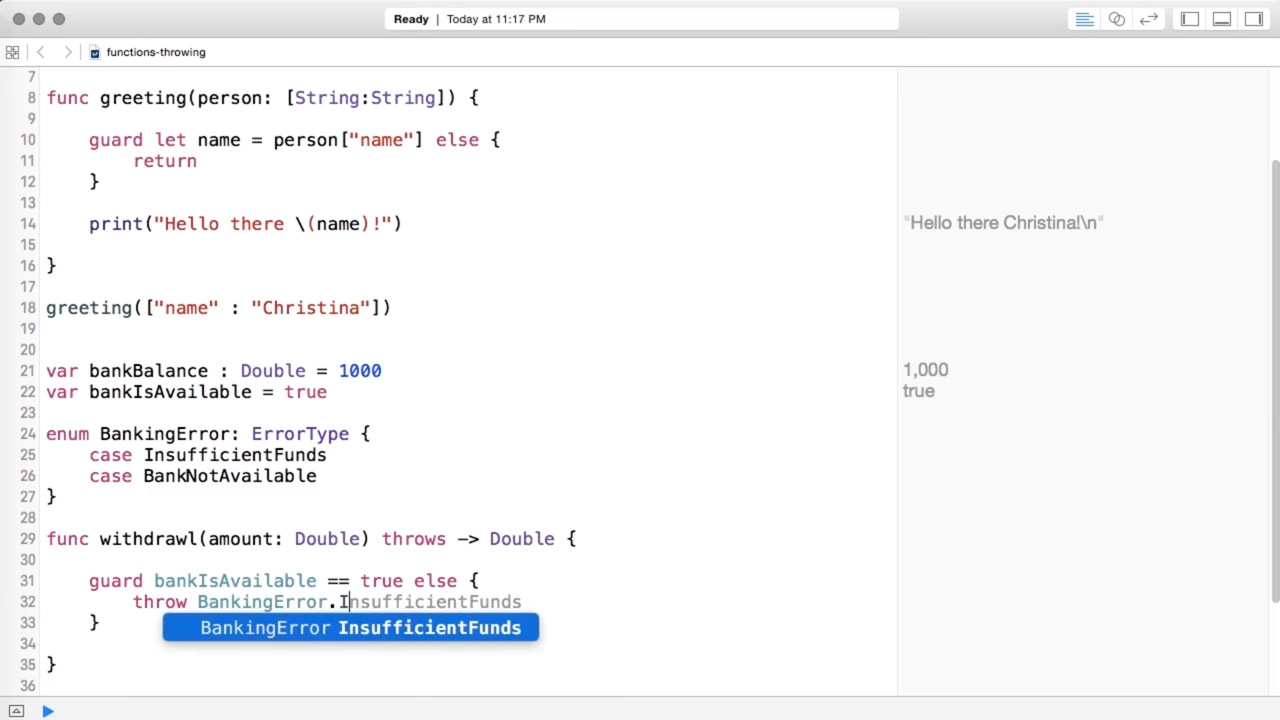 Ready | Today at 11:17 PM
functions-throwing
7
8 func greeting(person: [String:String]) {
9
10 guard let name = person["name"] else {
11 return
12 }
13
14 print("Hello there \(name)!") "Hello there Christina!\n"
15
16 }
17
18 greeting(["name" : "Christina"])
19
20
21 var bankBalance : Double = 1000 1,000
22 var bankIsAvailable = true true
23
24 enum BankingError: ErrorType {
25 case InsufficientFunds
26 case BankNotAvailable
27 }
28
29 func withdrawl(amount: Double) throws -> Double {
30
31 guard bankIsAvailable == true else {
32 throw BankingError.InsufficientFunds
33 }
BankingError InsufficientFunds
34
35 }
36